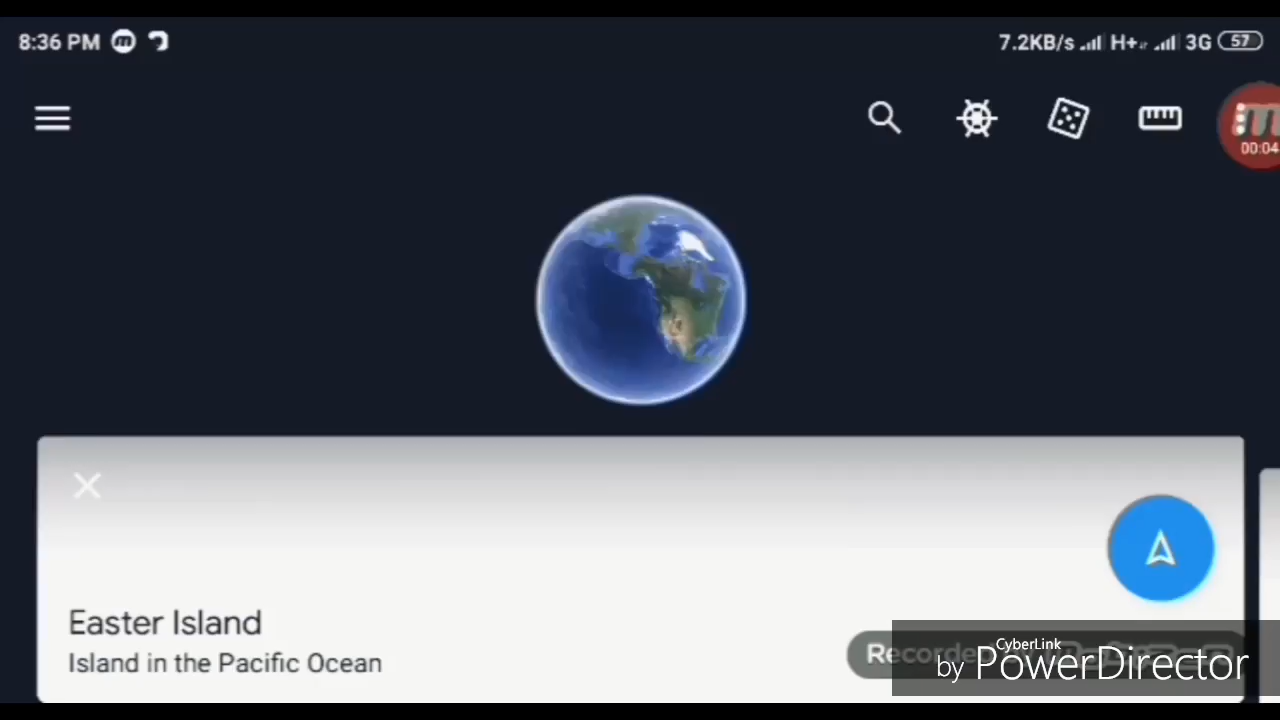 8:36 PM
7.2KB/s H+ 3G 57
00:04
Easter Island
Island in the Pacific Ocean
Recorded
CyberLink
by PowerDirector